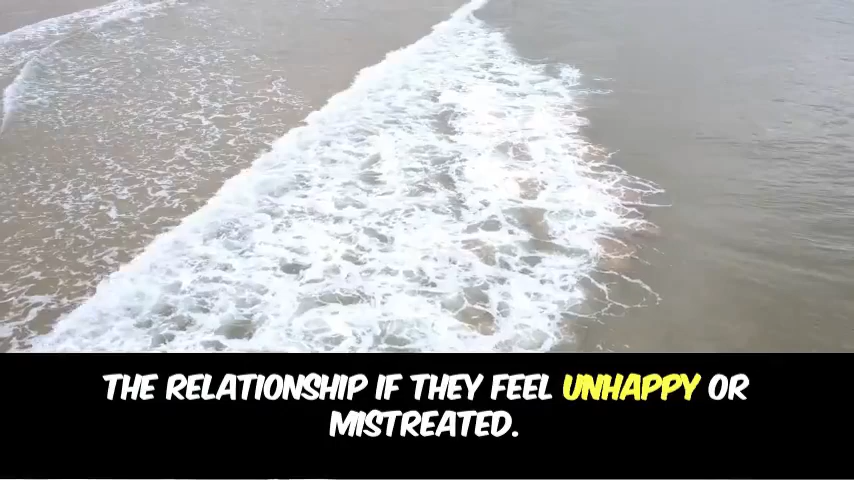 THE RELATIONSHIP IF THEY FEEL UNHAPPY OR
MISTREATED.